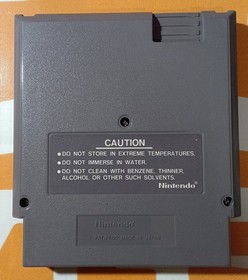 CAUTION
• DO NOT STORE IN EXTREME TEMPERATURES.
• DO NOT IMMERSE IN WATER.
• DO NOT CLEAN WITH BENZENE, THINNER,
ALCOHOL OR OTHER SUCH SOLVENTS.
Nintendo
Nintendo